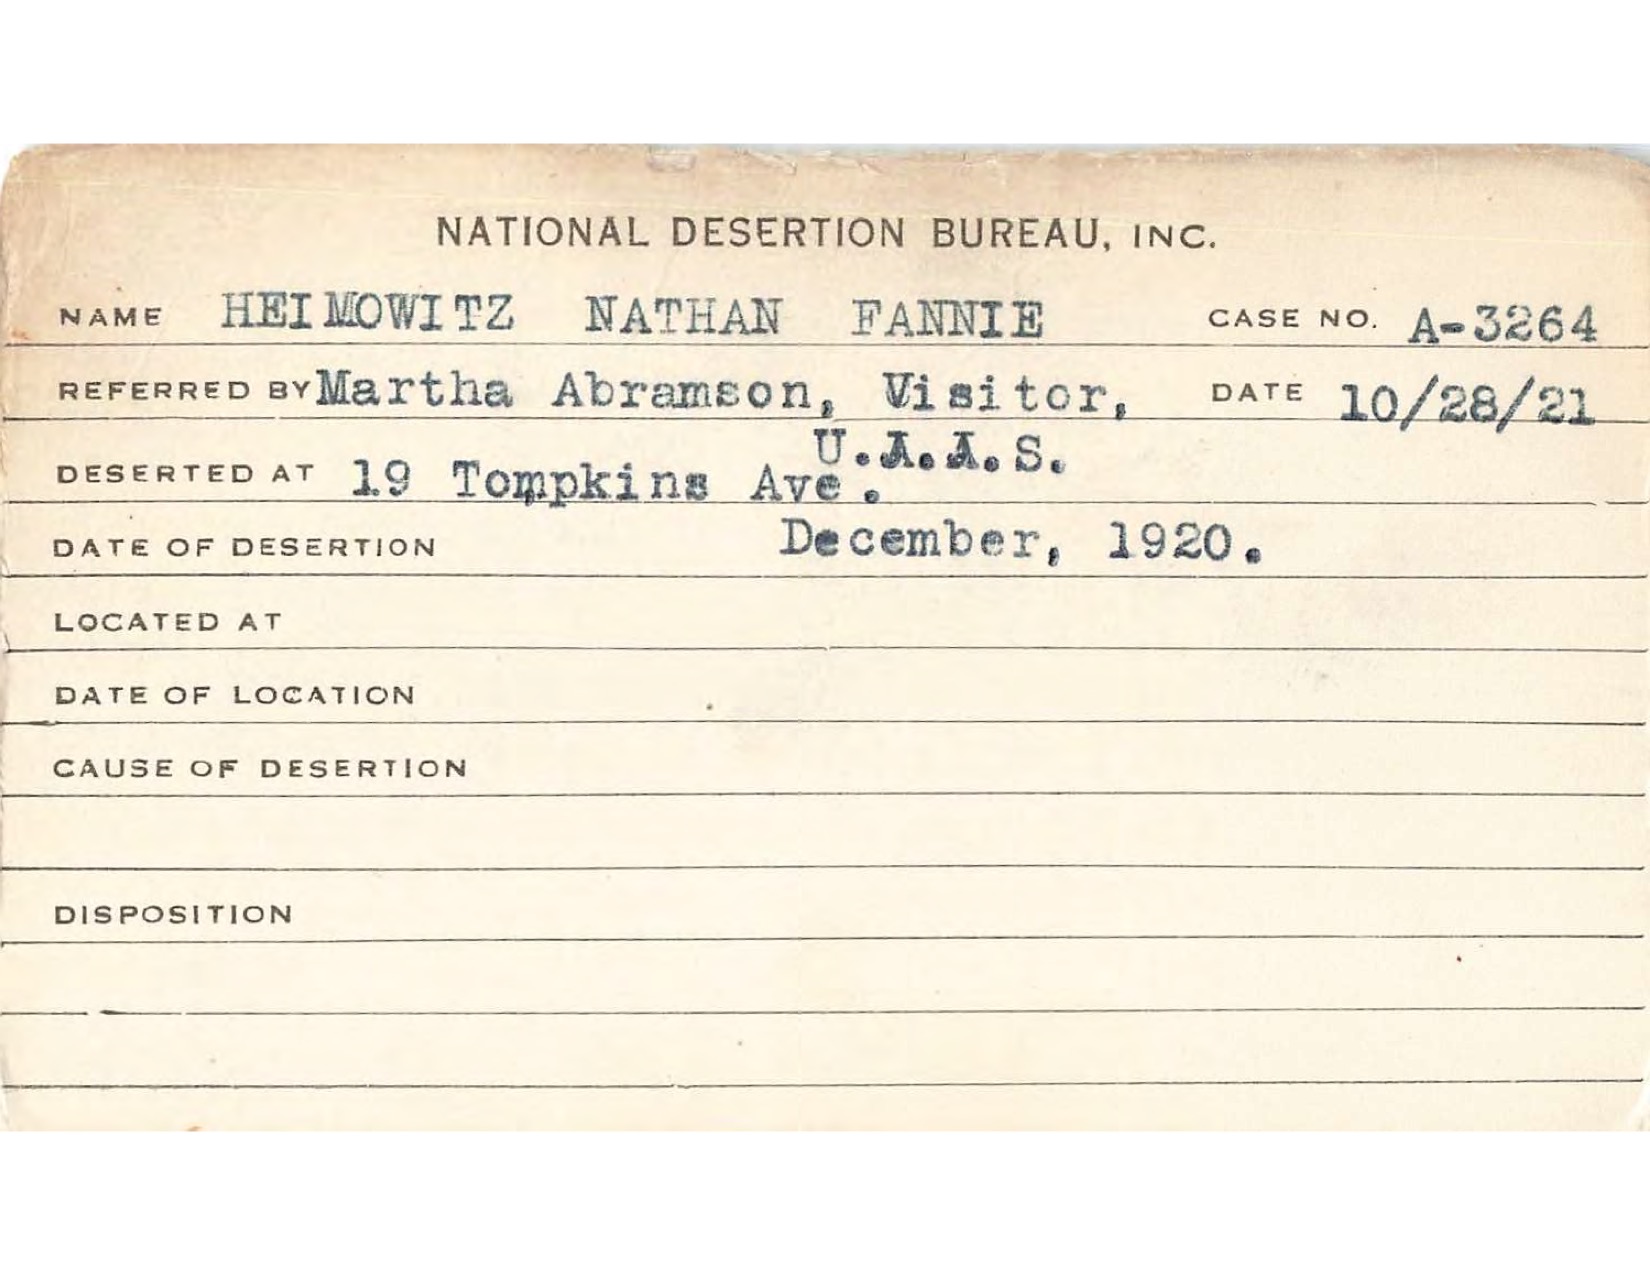 NATIONAL DESERTION BUREAU, INC.
NAME HEIMOWITZ NATHAN FANNIE CASE NO. A-3264
REFERRED BY Martha Abramson, Visitor, DATE 10/28/21
U.A.A.S.
DESERTED AT 19 Tompkins Ave.
DATE OF DESERTION December, 1920.
LOCATED AT
DATE OF LOCATION
CAUSE OF DESERTION
DISPOSITION